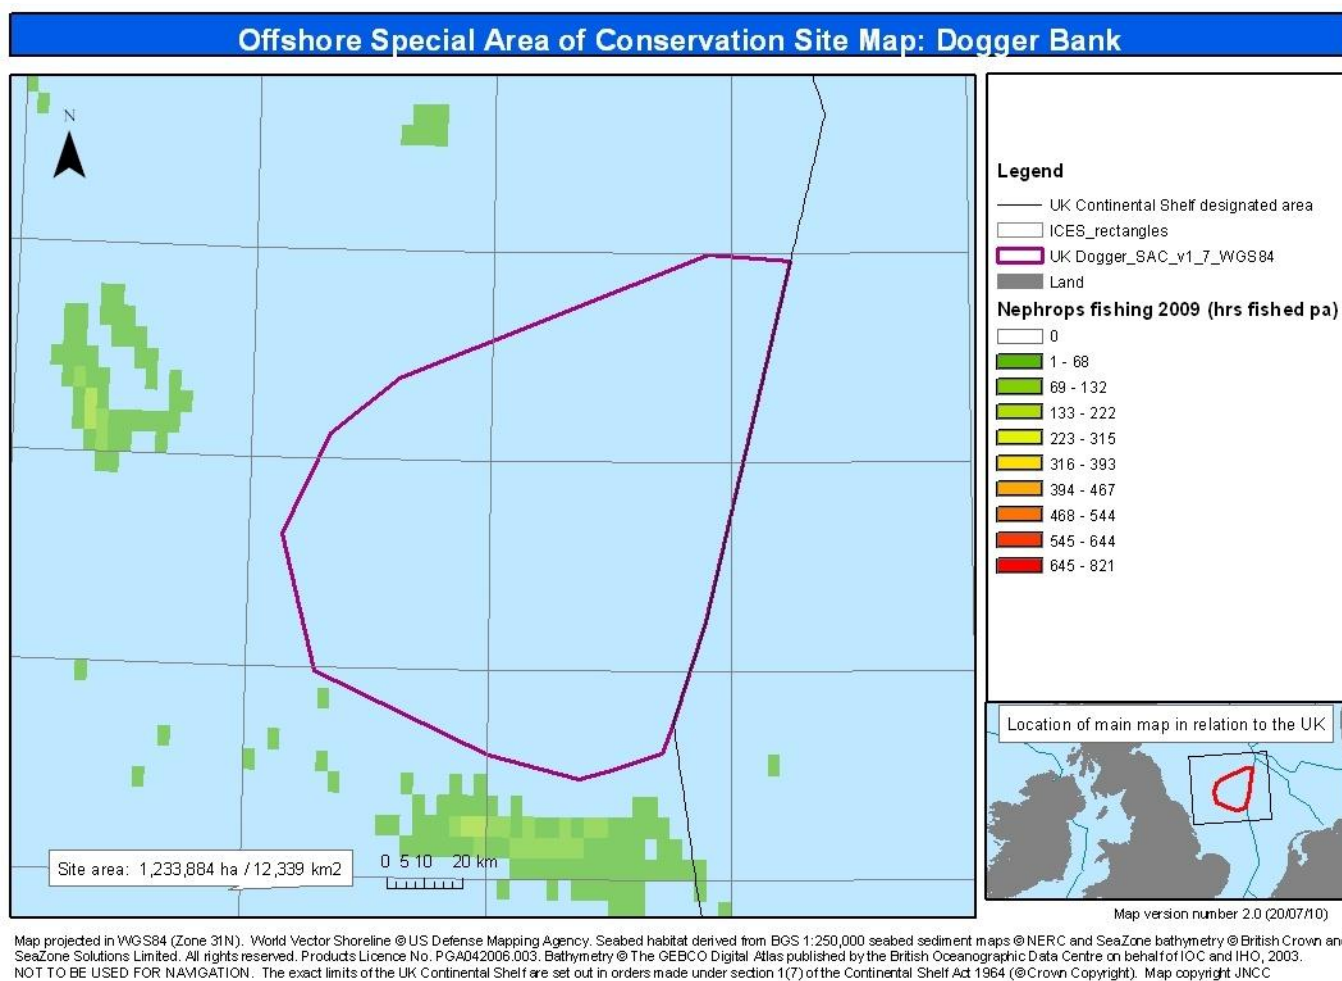 Offshore Special Area of Conservation Site Map: Dogger Bank
N
Legend
UK Continental Shelf designated area
ICES_rectangles
UK Dogger_SAC_v1_7_WGS84
Land
Nephrops fishing 2009 (hrs fished pa)
0
1 - 68
69 - 132
133 - 222
223 - 315
316 - 393
394 - 467
468 - 544
545 - 644
645 - 821
Location of main map in relation to the UK
Site area: 1,233,884 ha / 12,339 km2
0 5 10 20 km
Map version number 2.0 (20/07/10)
Map projected in WGS84 (Zone 31N). World Vector Shoreline © US Defense Mapping Agency. Seabed habitat derived from BGS 1:250,000 seabed sediment maps © NERC and SeaZone bathymetry © British Crown and
SeaZone Solutions Limited. All rights reserved. Products Licence No. PGA042006.003. Bathymetry © The GEBCO Digital Atlas published by the British Oceanographic Data Centre on behalf of IOC and IHO, 2003.
NOT TO BE USED FOR NAVIGATION. The exact limits of the UK Continental Shelf are set out in orders made under section 1(7) of the Continental Shelf Act 1964 (© Crown Copyright). Map copyright JNCC